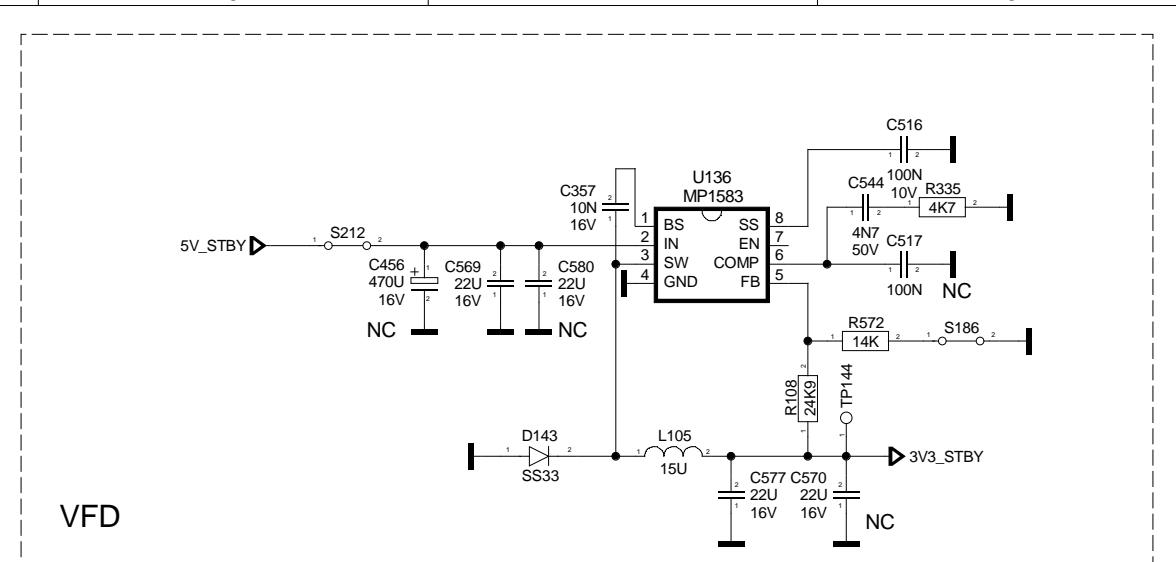 C516
100N
10V
U136
MP1583
C544
4N7
50V
R335
4K7
C357
10N
16V
1 BS SS 8
2 IN EN 7
3 SW COMP 6
4 GND FB 5
5V_STBY
S212
C456
470U
16V
NC
C569
22U
16V
C580
22U
16V
NC
C517
100N
NC
R572
14K
S186
R108
24K9
TP144
D143
SS33
L105
15U
3V3_STBY
C577
22U
16V
C570
22U
16V
NC
VFD